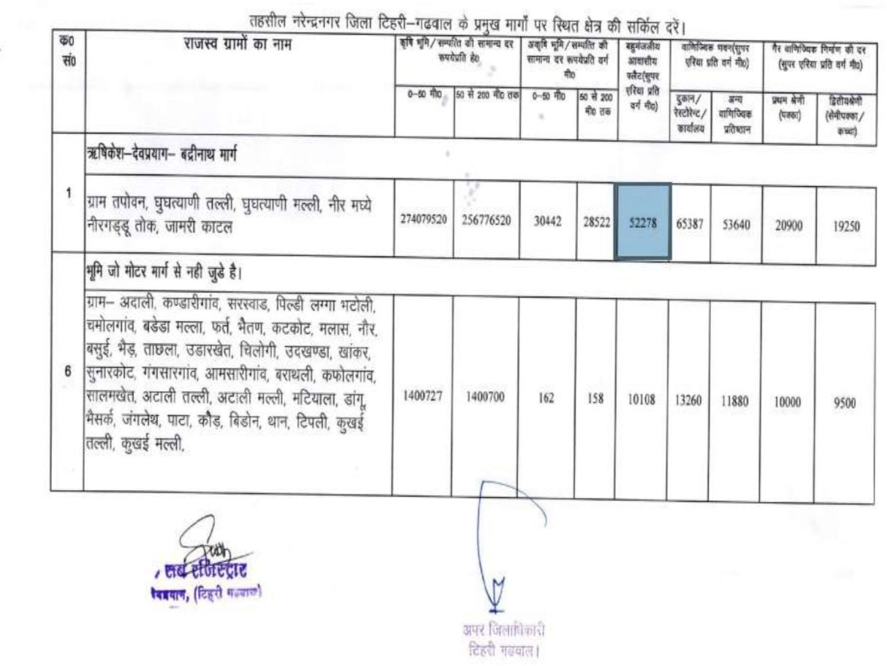 तहसील नरेन्द्रनगर जिला टिहरी–गढवाल के प्रमुख मार्गो पर स्थित क्षेत्र की सर्किल दरें।
क0 सं0
राजस्व ग्रामों का नाम
कृषि भूमि/सम्पत्ति की सामान्य दर रूपयेप्रति हे0
अकृषि भूमि/सम्पत्ति की सामान्य दर रूपयेप्रति वर्ग मी0
बहुमंजलीय आवासीय फ्लैट(सुपर एरिया प्रति वर्ग मी0)
वाणिज्यिक भवन(सुपर एरिया प्रति वर्ग मी0)
गैर वाणिज्यिक निर्माण की दर (सुपर एरिया प्रति वर्ग मी0)
0–50 मी0
50 से 200 मी0 तक
0–50 मी0
50 से 200 मी0 तक
दुकान/रेस्टोरेन्ट/कार्यालय
अन्य वाणिज्यिक प्रतिष्ठान
प्रथम श्रेणी (पक्का)
द्वितीयश्रेणी (सेमीपक्का/कच्चा)
ऋषिकेश–देवप्रयाग– बद्रीनाथ मार्ग
1
ग्राम तपोवन, घुघत्याणी तल्ली, घुघत्याणी मल्ली, नीर मध्ये
नीरगड्डू तोक, जामरी काटल
274079520 256776520 30442 28522 52278 65387 53640 20900 19250
भूमि जो मोटर मार्ग से नही जुडे है।
6
ग्राम– अदाली, कण्डारीगांव, सरस्वाड, पिल्डी लग्गा भटोली,
चमोलगांव, बडेडा मल्ला, फर्त, भैतण, कटकोट, मलास, नौर,
बसुई, भैड़, ताछला, उडारखेत, चिलोगी, उदखण्डा, खांकर,
सुनारकोट, गंगसारगांव, आमसारीगांव, बराथली, कफोलगांव,
सालमखेत, अटाली तल्ली, अटाली मल्ली, मटियाला, डांगू,
भैसर्क, जंगलेथ, पाटा, कौड़, बिडोन, थान, टिपली, कुखई
तल्ली, कुखई मल्ली,
1400727 1400700 162 158 10108 13260 11880 10000 9500
सब रजिस्ट्रार
देवप्रयाग, (टिहरी गढवाल)
अपर जिलाधिकारी
टिहरी गढवाल।